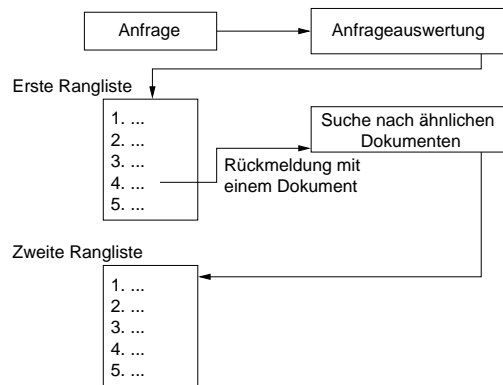 Anfrage
Anfrageauswertung
Erste Rangliste
1. ...
2. ...
3. ...
4. ...
5. ...
Suche nach ähnlichen
Dokumenten
Rückmeldung mit
einem Dokument
Zweite Rangliste
1. ...
2. ...
3. ...
4. ...
5. ...